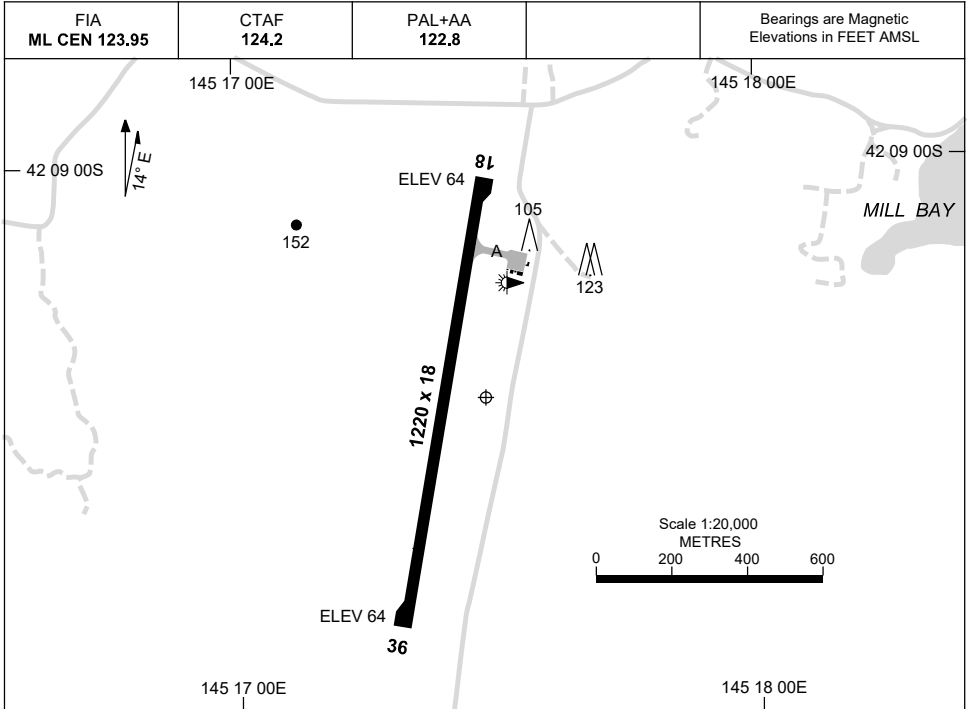 FIA
ML CEN 123.95
CTAF
124.2
PAL+AA
122.8
Bearings are Magnetic
Elevations in FEET AMSL
145 17 00E
145 18 00E
42 09 00S
42 09 00S
14° E
18
ELEV 64
105
MILL BAY
152
A
123
1220 x 18
Scale 1:20,000
METRES
0 200 400 600
ELEV 64
36
145 17 00E
145 18 00E